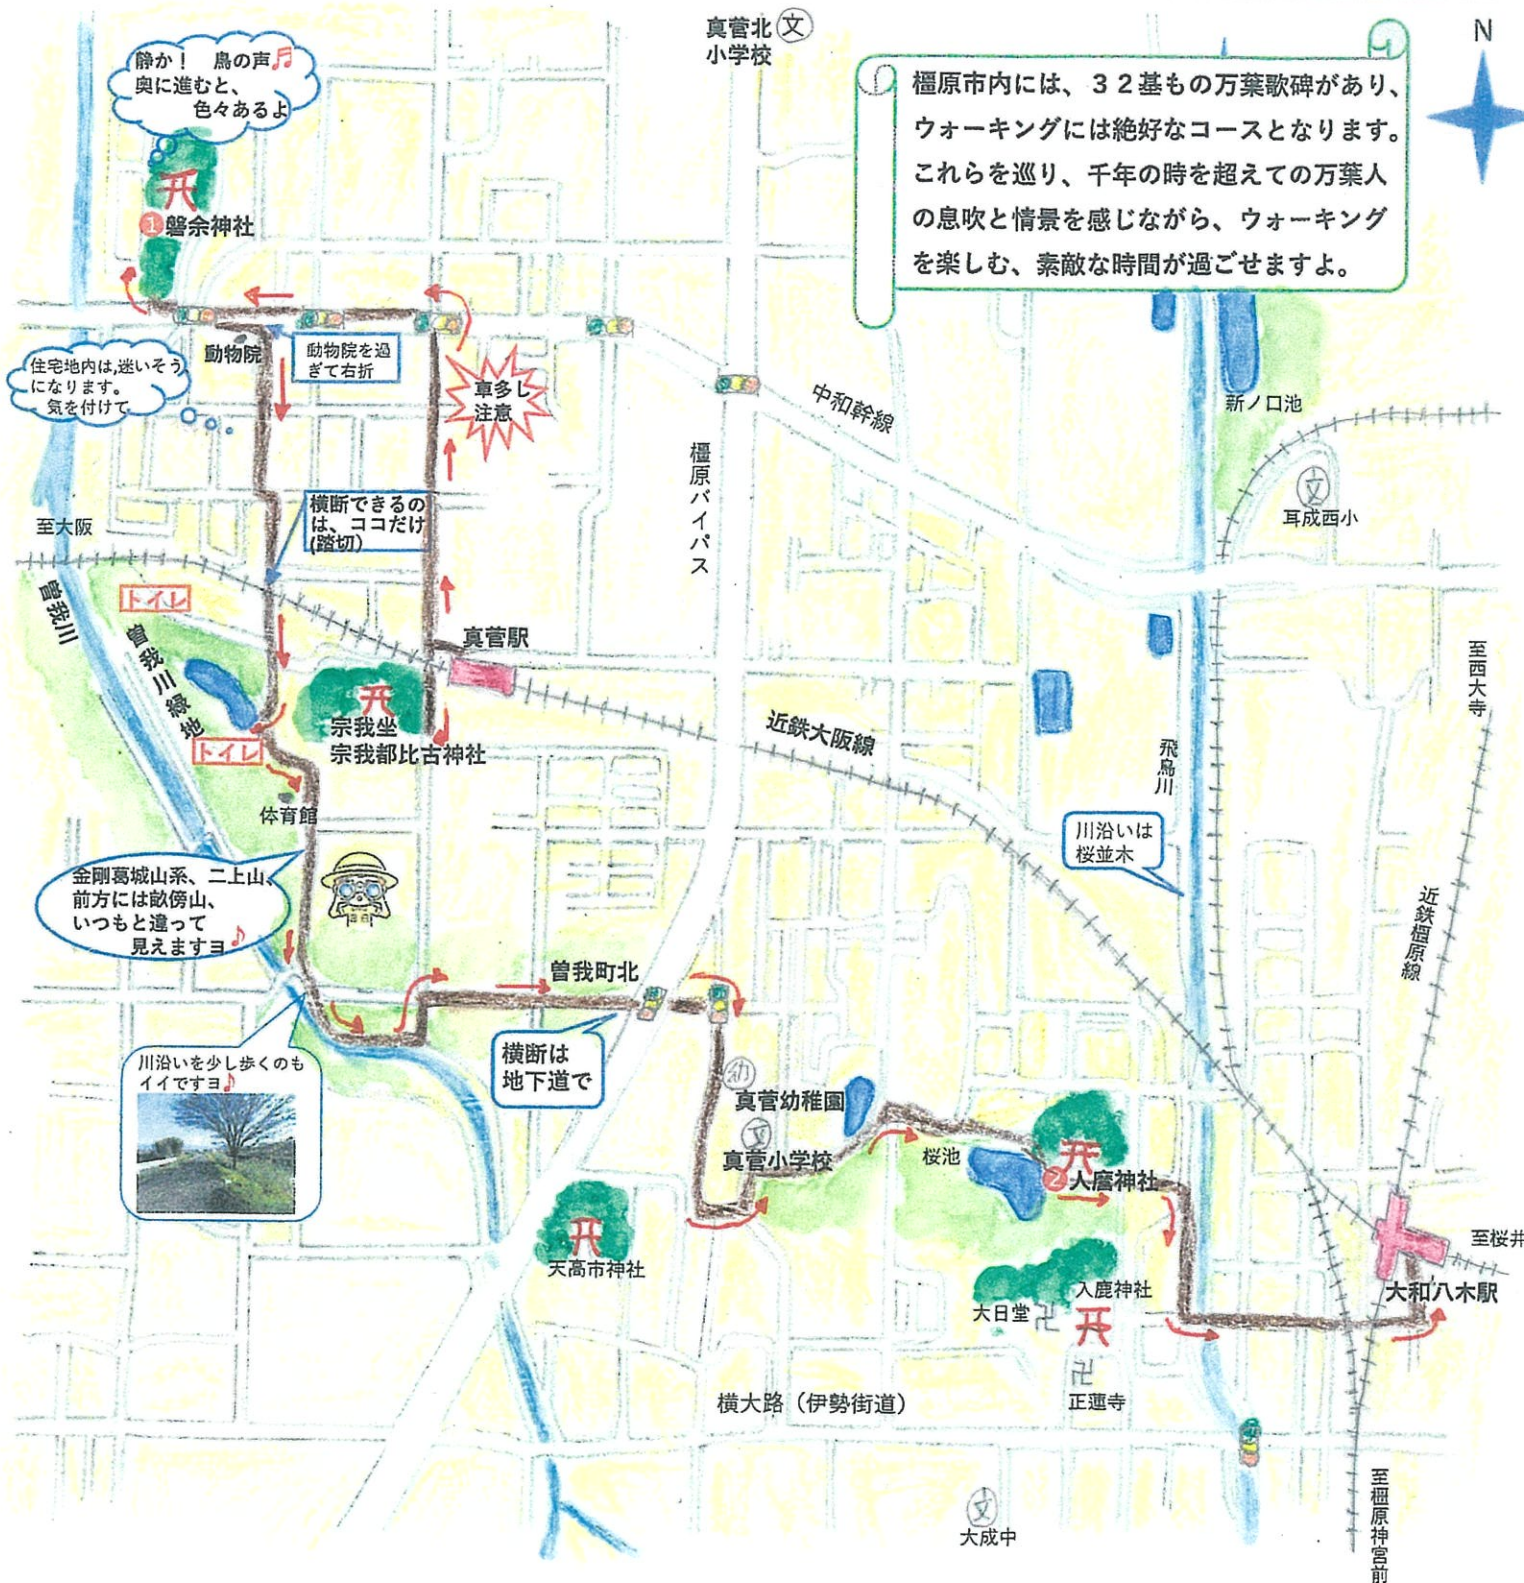 真菅北 文
小学校
N
静か！ 鳥の声
奥に進むと、
色々あるよ
橿原市内には、３２基もの万葉歌碑があり、
ウォーキングには絶好なコースとなります。
これらを巡り、千年の時を超えての万葉人
の息吹と情景を感じながら、ウォーキング
を楽しむ、素敵な時間が過ごせますよ。
1 磐余神社
動物院
動物院を過
ぎて右折
住宅地内は,迷いそう
になります。
気を付けて
車多し
注意
中和幹線
新ノ口池
橿原バイパス
文
耳成西小
横断できるの
は、ココだけ
(踏切)
至大阪
曽我川
トイレ
曽我川緑地
真菅駅
至西大寺
宗我坐
宗我都比古神社
トイレ
近鉄大阪線
飛鳥川
体育館
川沿いは
桜並木
金剛葛城山系、二上山、
前方には畝傍山、
いつもと違って
見えますヨ♪
近鉄橿原線
曽我町北
横断は
地下道で
川沿いを少し歩くのも
イイですヨ♪
幼
真菅幼稚園
文
真菅小学校
桜池
2 人麿神社
天高市神社
至桜井
大和八木駅
入鹿神社
大日堂 卍
卍
正蓮寺
横大路（伊勢街道）
文
大成中
至橿原神宮前